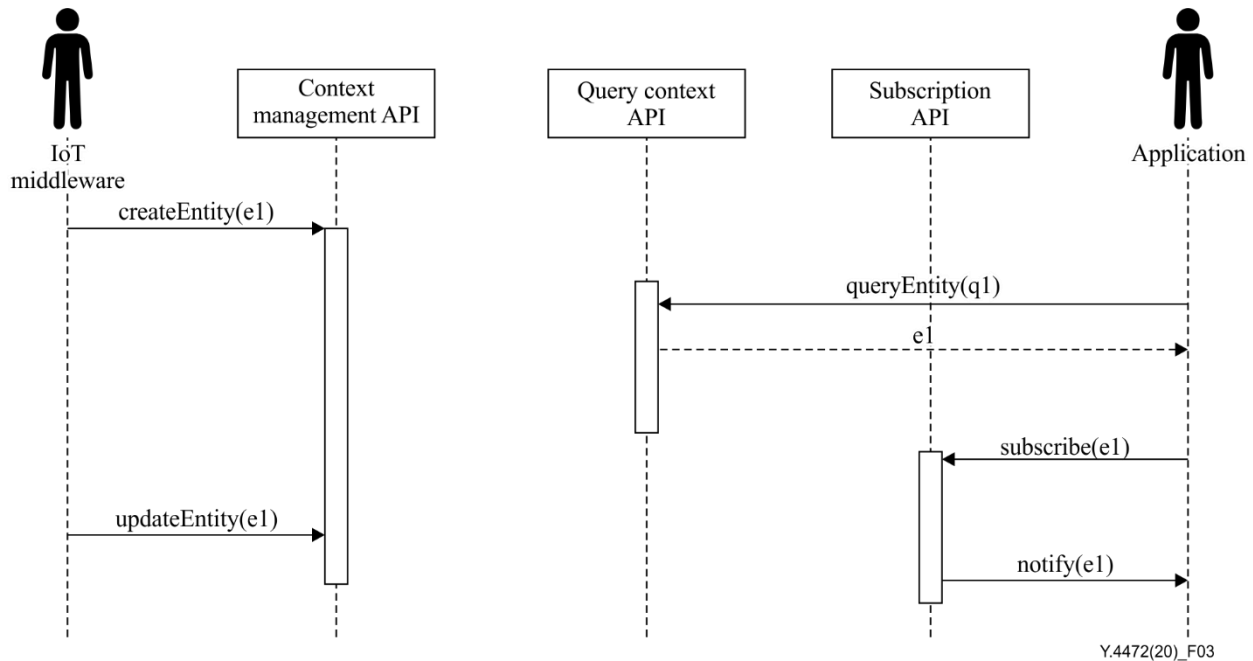 Context
management API
Query context
API
Subscription
API
IoT
middleware
Application
createEntity(e1)
queryEntity(q1)
e1
subscribe(e1)
updateEntity(e1)
notify(e1)
Y.4472(20)_F03